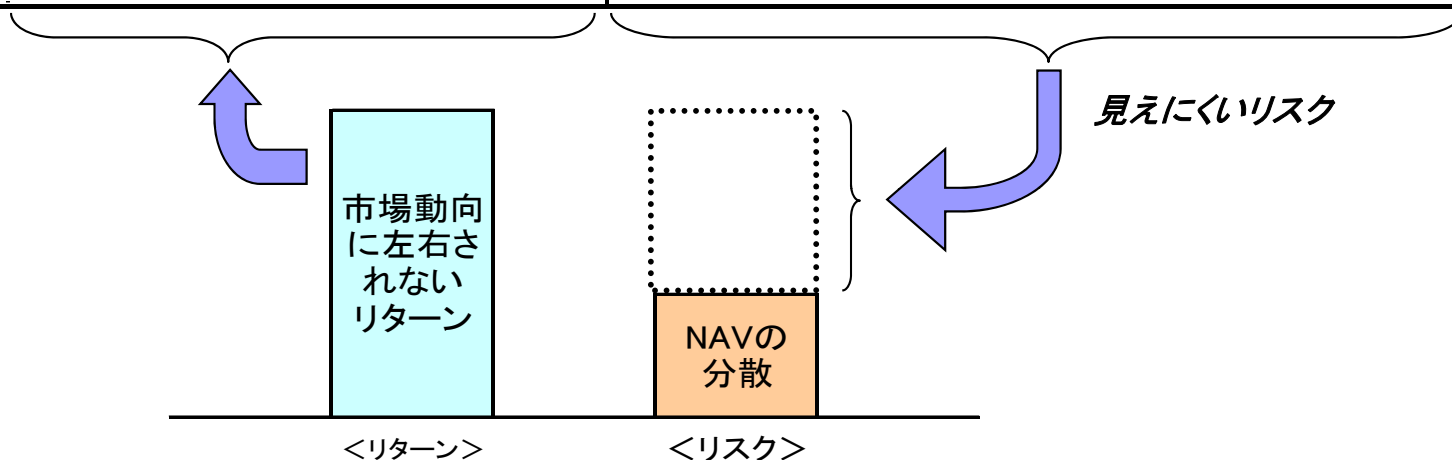 見えにくいリスク
市場動向
に左右さ
れない
リターン
NAVの
分散
＜リターン＞
＜リスク＞